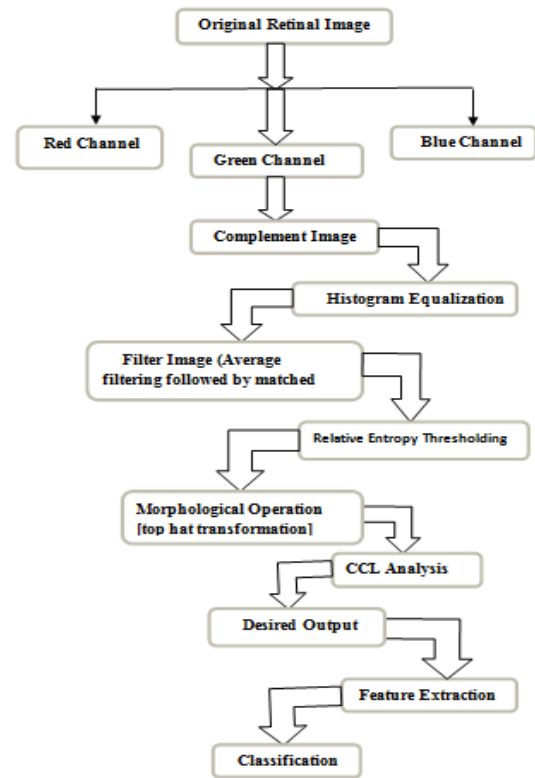 Original Retinal Image
Red Channel
Green Channel
Blue Channel
Complement Image
Histogram Equalization
Filter Image (Average
filtering followed by matched
Relative Entropy Thresholding
Morphological Operation
[top hat transformation]
CCL Analysis
Desired Output
Feature Extraction
Classification